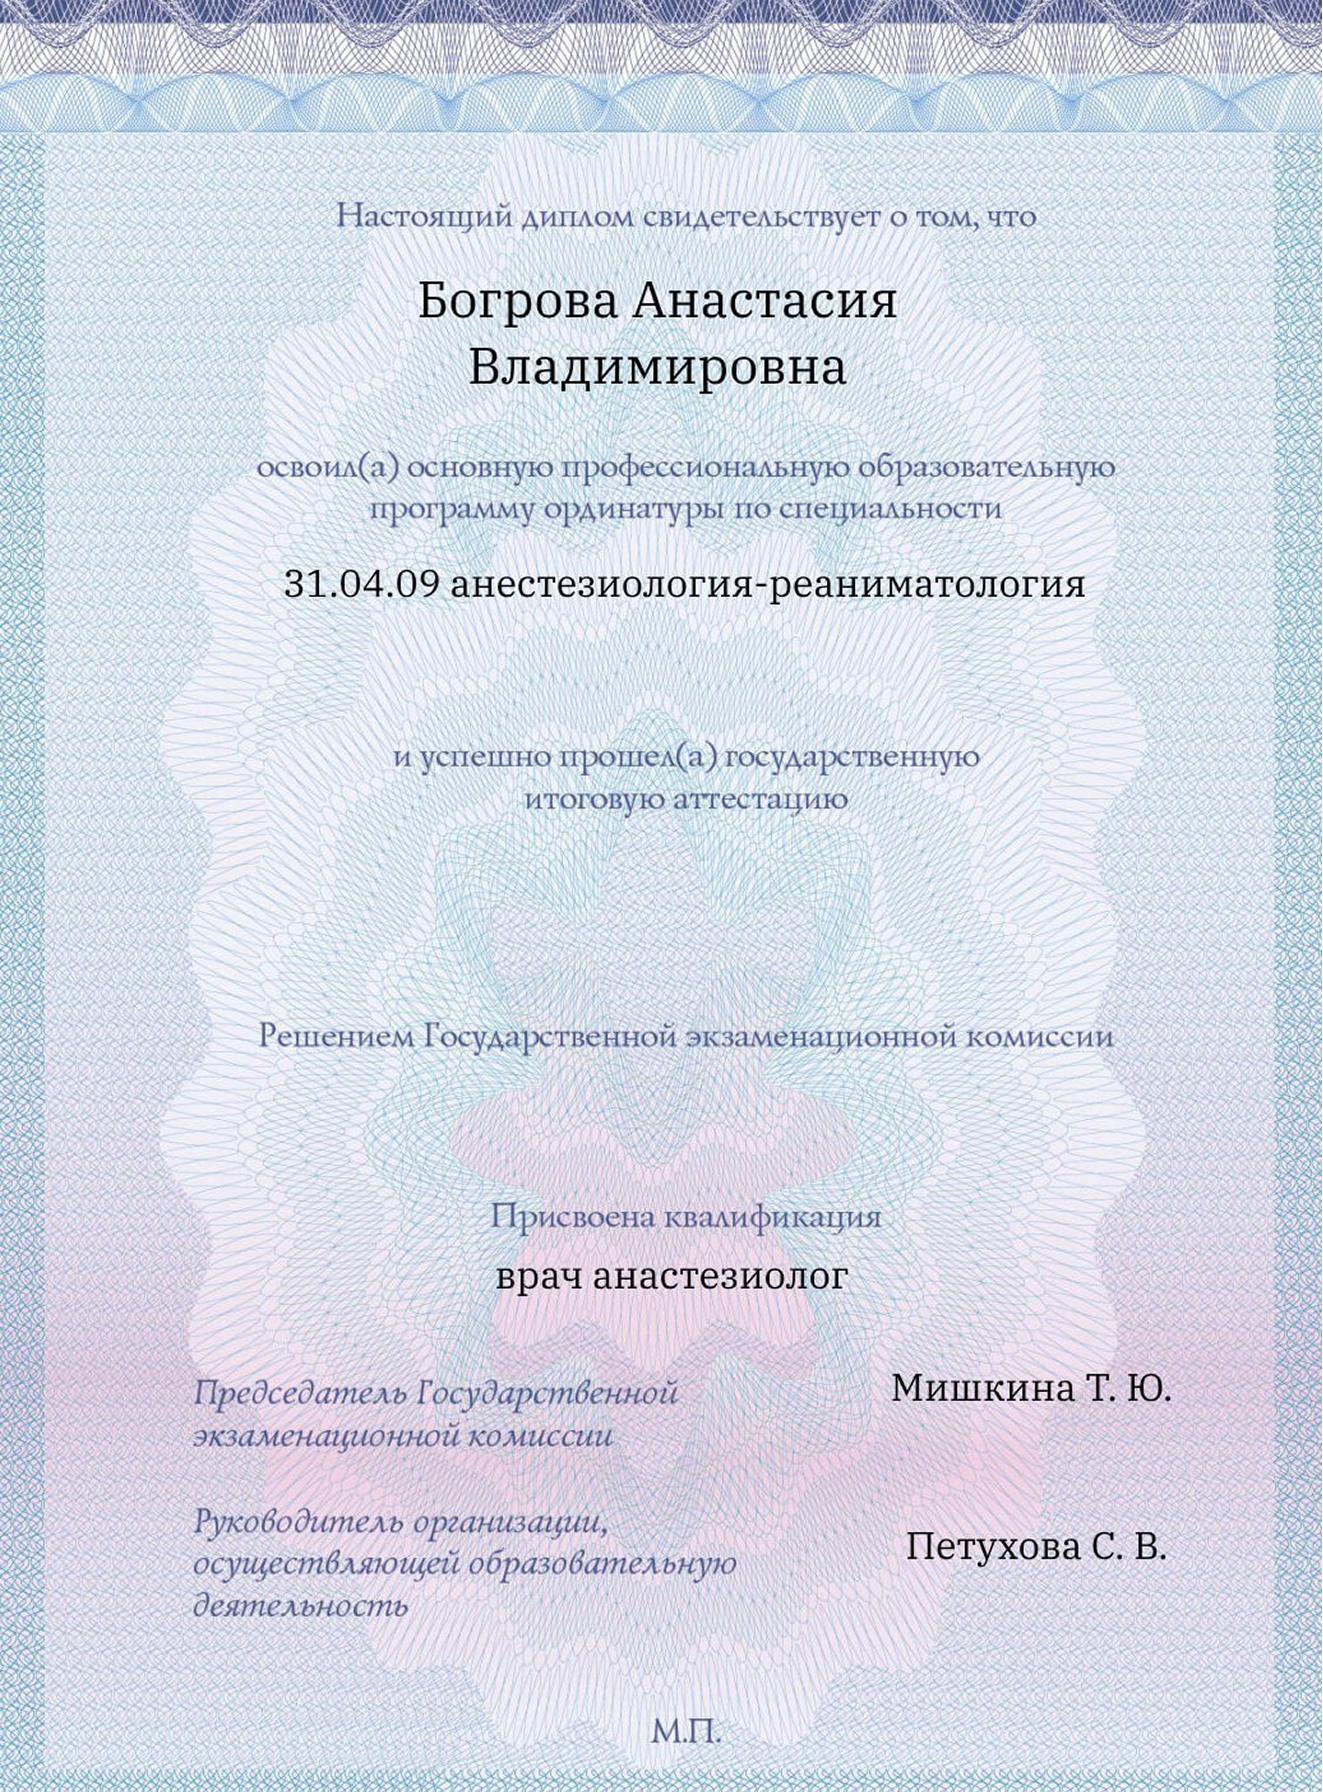 Настоящий диплом свидетельствует о том, что
Богрова Анастасия
Владимировна
освоил(а) основную профессиональную образовательную
программу ординатуры по специальности
31.04.09 анестезиология-реаниматология
и успешно прошел(а) государственную
итоговую аттестацию
Решением Государственной экзаменационной комиссии
Присвоена квалификация
врач анастезиолог
Председатель Государственной
экзаменационной комиссии
Мишкина Т. Ю.
Руководитель организации,
осуществляющей образовательную
деятельность
Петухова С. В.
М.П.